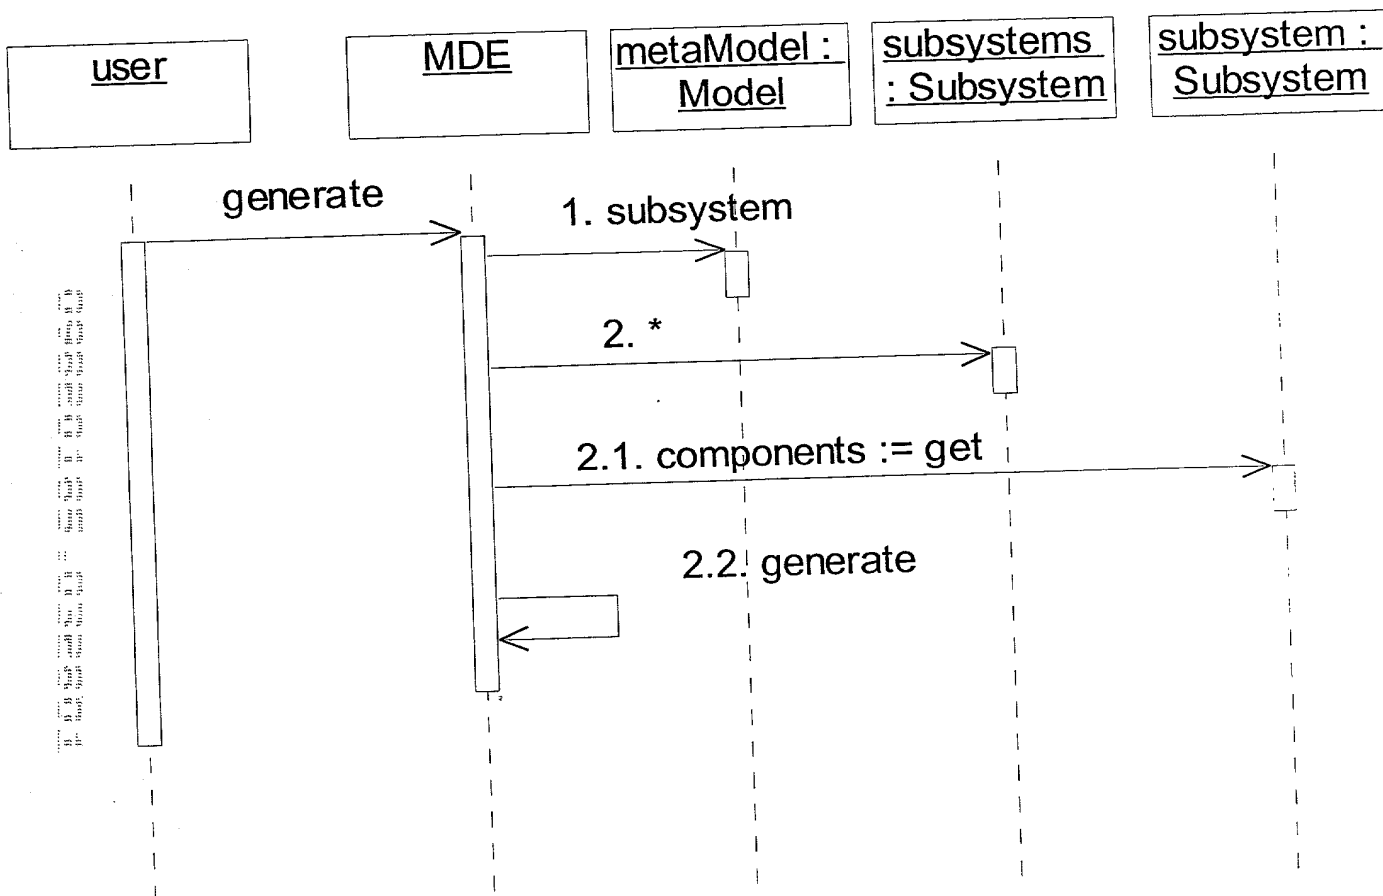 user
MDE
metaModel :
Model
subsystems
: Subsystem
subsystem :
Subsystem
generate
1. subsystem
2. *
2.1. components := get
2.2. generate